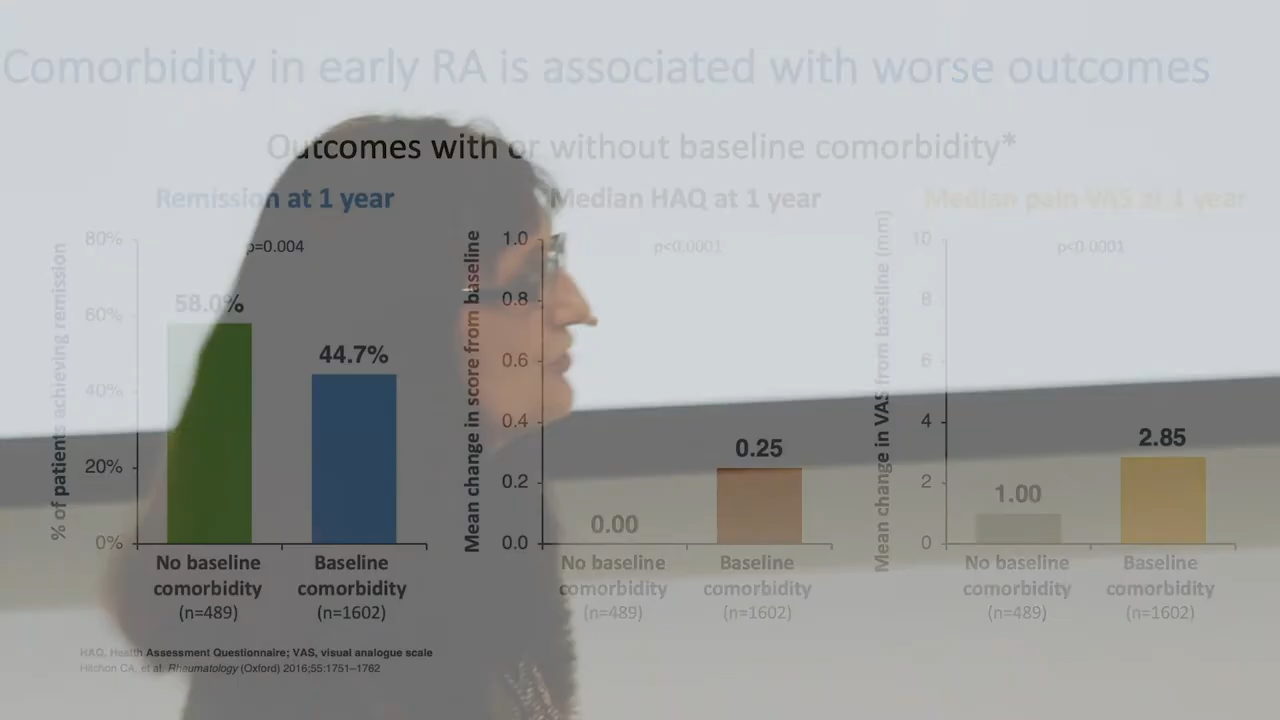 Comorbidity in early RA is associated with worse outcomes
Outcomes with or without baseline comorbidity*
Remission at 1 year
p=0.004
% of patients achieving remission
80%
60%
40%
20%
0%
58.0%
44.7%
No baseline
comorbidity
(n=489)
Baseline
comorbidity
(n=1602)
Median HAQ at 1 year
p<0.0001
Mean change in score from baseline
1.0
0.8
0.6
0.4
0.2
0.0
0.00
0.25
No baseline
comorbidity
(n=489)
Baseline
comorbidity
(n=1602)
Median pain VAS at 1 year
p<0.0001
Mean change in VAS from baseline (mm)
10
8
6
4
2
0
1.00
2.85
No baseline
comorbidity
(n=489)
Baseline
comorbidity
(n=1602)
HAQ, Health Assessment Questionnaire; VAS, visual analogue scale
Hitchon CA, et al. Rheumatology (Oxford) 2016;55:1751–1762